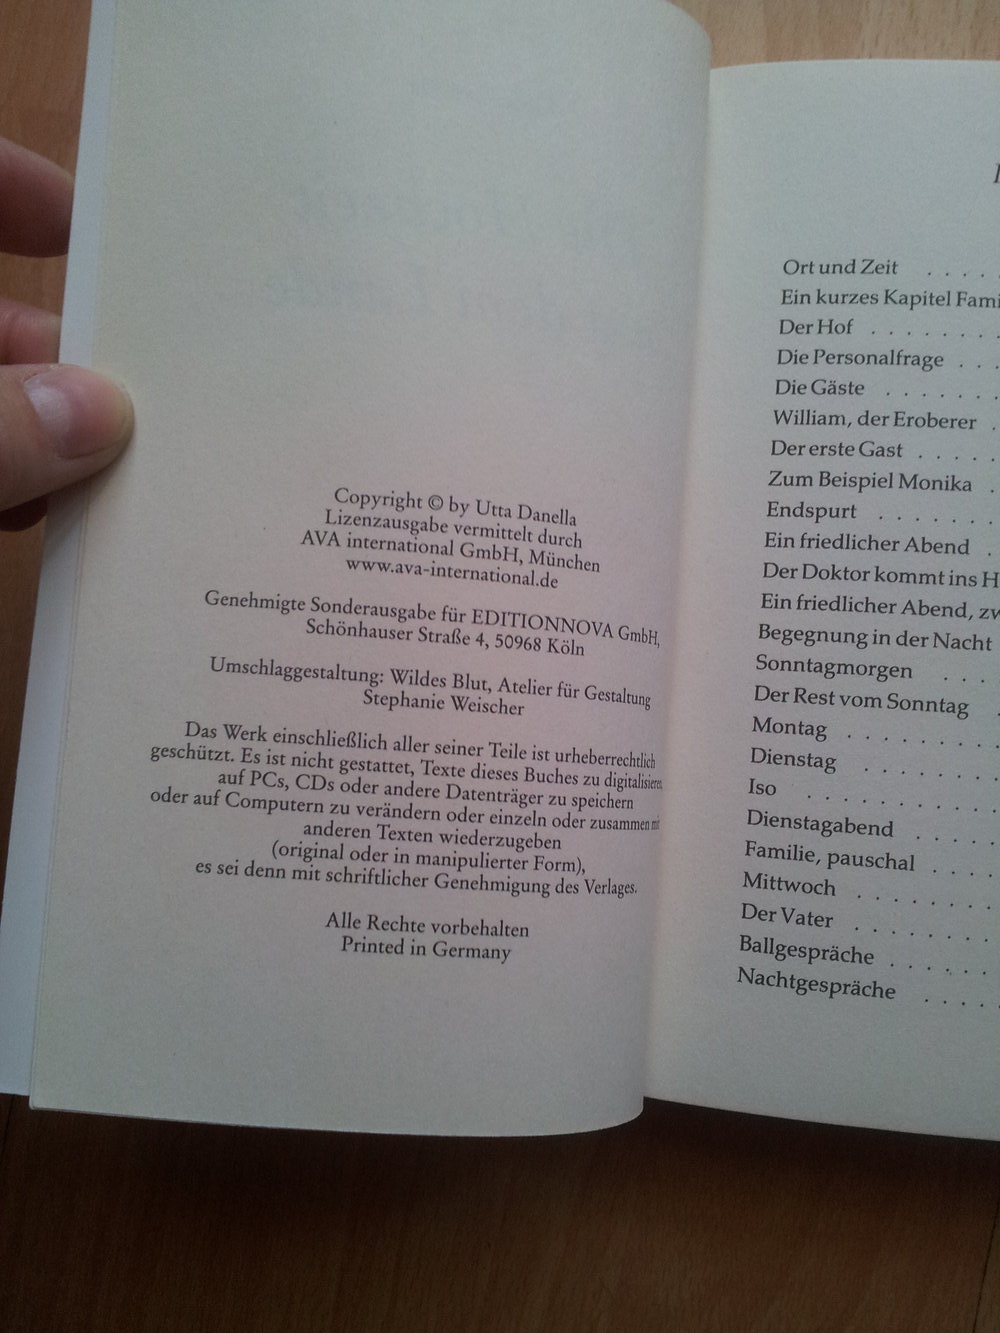 Copyright © by Utta Danella
Lizenzausgabe vermittelt durch
AVA international GmbH, München
www.ava-international.de
Genehmigte Sonderausgabe für EDITIONNOVA GmbH,
Schönhauser Straße 4, 50968 Köln
Umschlaggestaltung: Wildes Blut, Atelier für Gestaltung
Stephanie Weischer
Das Werk einschließlich aller seiner Teile ist urheberrechtlich
geschützt. Es ist nicht gestattet, Texte dieses Buches zu digitalisieren,
auf PCs, CDs oder andere Datenträger zu speichern
oder auf Computern zu verändern oder einzeln oder zusammen mit
anderen Texten wiederzugeben
(original oder in manipulierter Form),
es sei denn mit schriftlicher Genehmigung des Verlages.
Alle Rechte vorbehalten
Printed in Germany
Ort und Zeit . . . .
Ein kurzes Kapitel Fami
Der Hof . . . . . . . .
Die Personalfrage . . .
Die Gäste . . . . . . .
William, der Eroberer .
Der erste Gast . . . . .
Zum Beispiel Monika .
Endspurt . . . . . . .
Ein friedlicher Abend .
Der Doktor kommt ins H
Ein friedlicher Abend, zw
Begegnung in der Nacht
Sonntagmorgen . . . .
Der Rest vom Sonntag .
Montag . . . . . . . . .
Dienstag . . . . . . . .
Iso . . . . . . . . . . .
Dienstagabend . . . . .
Familie, pauschal . . . .
Mittwoch . . . . . . . .
Der Vater . . . . . . . .
Ballgespräche . . . . . .
Nachtgespräche . . . .